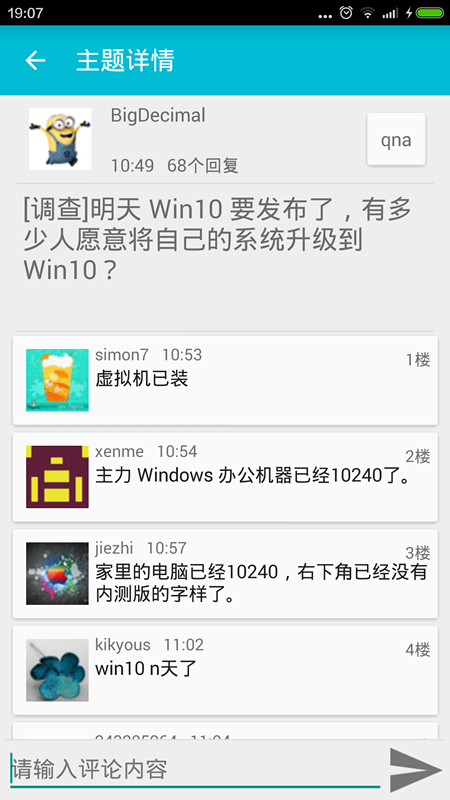 19:07
主题详情
BigDecimal
10:49 68个回复
qna
[调查]明天 Win10 要发布了，有多
少人愿意将自己的系统升级到
Win10？
simon7 10:53
1楼
虚拟机已装
xenme 10:54
2楼
主力 Windows 办公机器已经10240了。
jiezhi 10:57
3楼
家里的电脑已经10240，右下角已经没有
内测版的字样了。
kikyous 11:02
4楼
win10 n天了
请输入评论内容